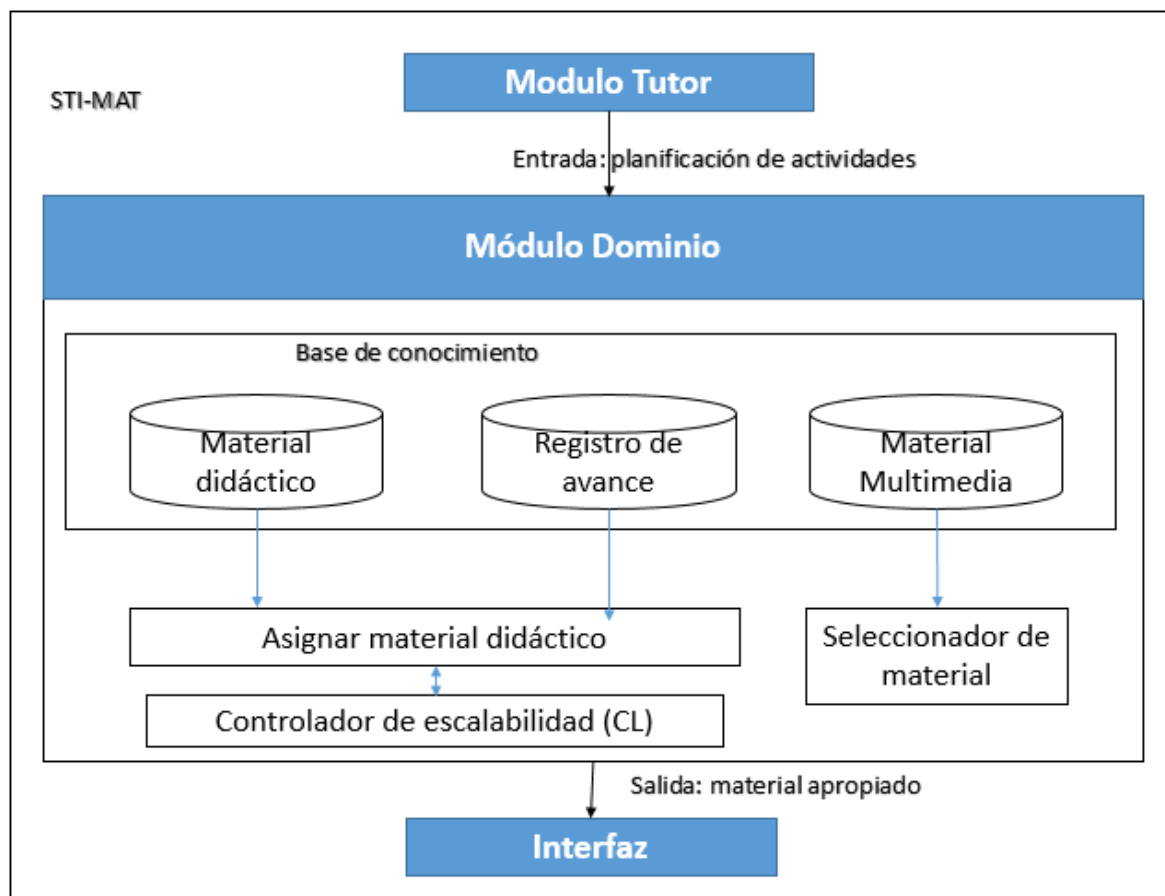 Modulo Tutor
STI-MAT
Entrada: planificación de actividades
Módulo Dominio
Base de conocimiento
Material
didáctico
Registro de
avance
Material
Multimedia
Asignar material didáctico
Seleccionador de
material
Controlador de escalabilidad (CL)
Salida: material apropiado
Interfaz